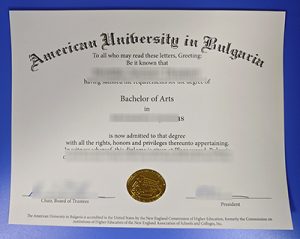 American University in Bulgaria
To all who may read these letters, Greeting:
Be it known that
having satisfied the requirements for the degree of
Bachelor of Arts
in
18
is now admitted to that degree
with all the rights, honors and privileges thereunto appertaining.
Chair, Board of Trustees
President
The American University in Bulgaria is accredited in the United States by the New England Commission of Higher Education, formerly the Commission on
Institutions of Higher Education of the New England Association of Schools and Colleges, Inc.